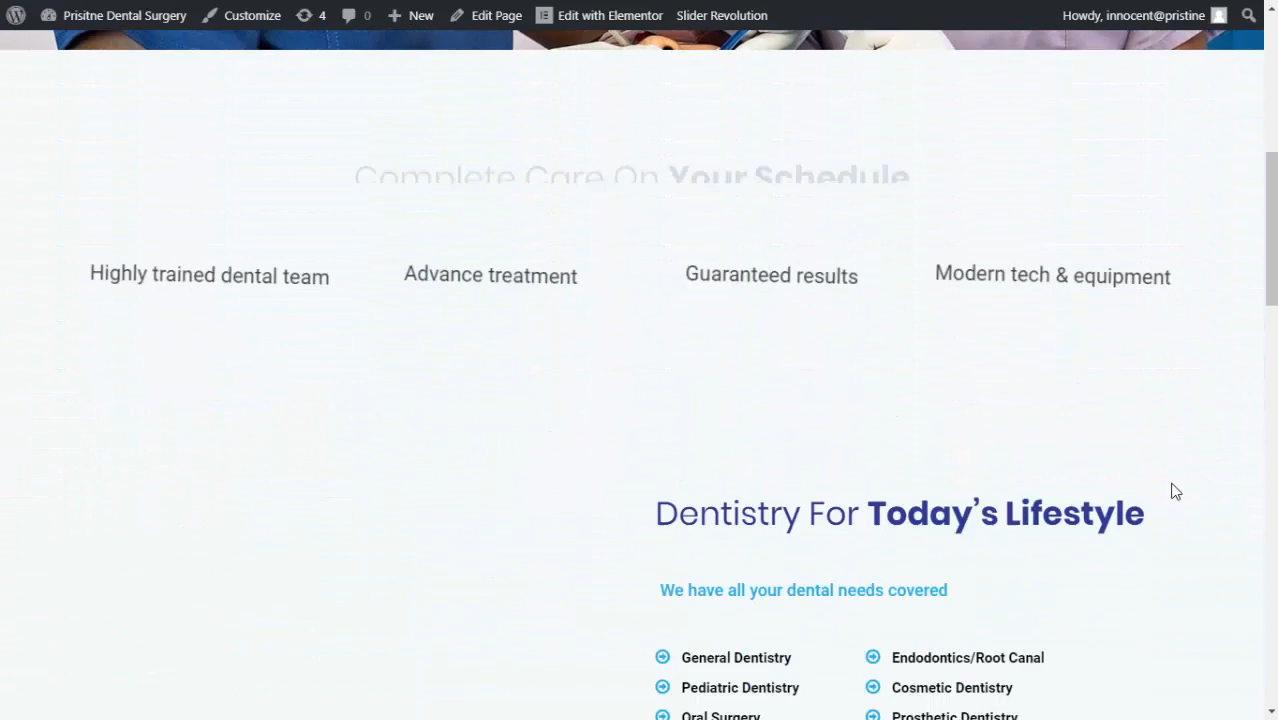 Prisitne Dental Surgery Customize 4 0 New Edit Page Edit with Elementor Slider Revolution Howdy, innocent@pristine
Complete Care On Your Schedule
Highly trained dental team Advance treatment Guaranteed results Modern tech & equipment
Dentistry For Today's Lifestyle
We have all your dental needs covered
General Dentistry Endodontics/Root Canal
Pediatric Dentistry Cosmetic Dentistry
Oral Surgery Prosthetic Dentistry